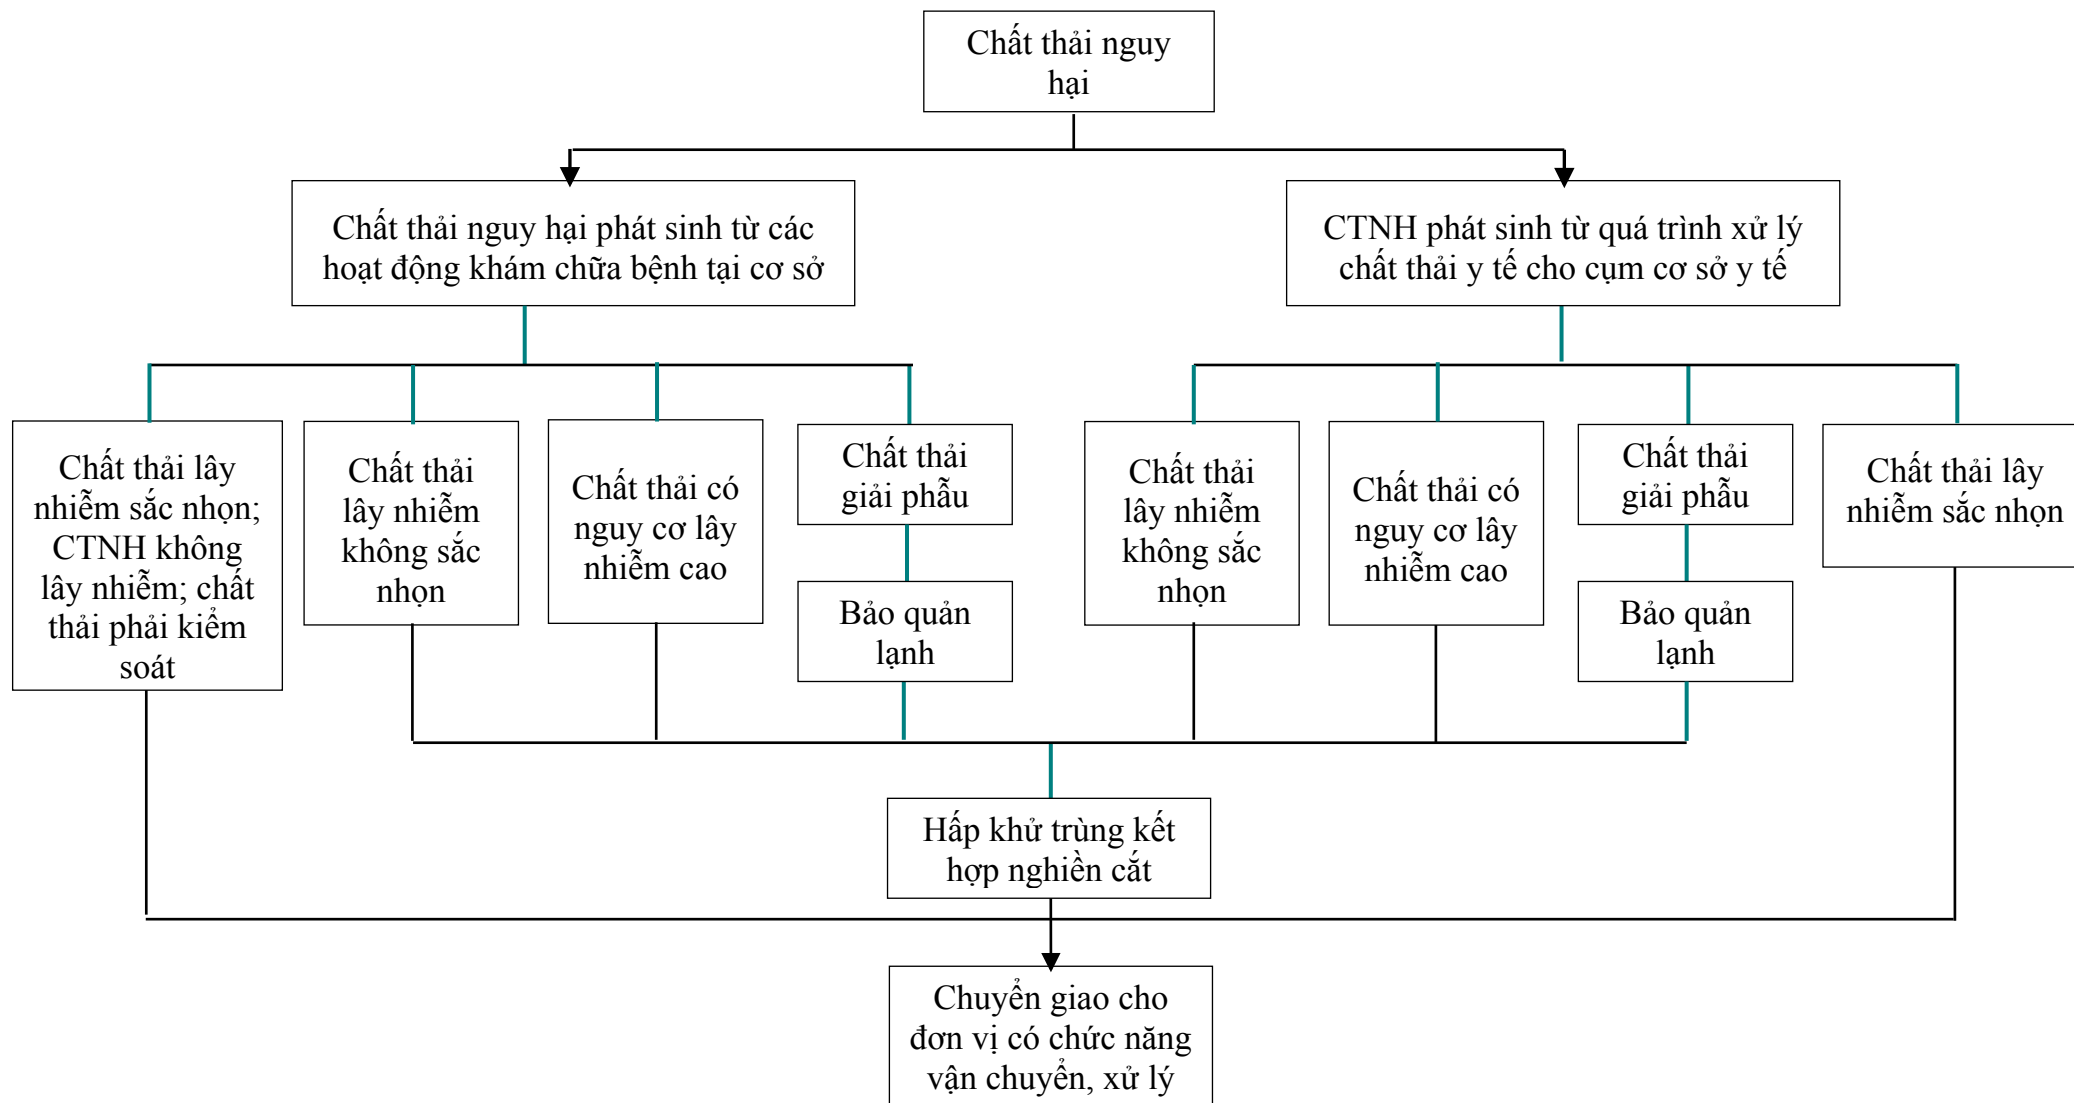 Chất thải nguy
hại
Chất thải nguy hại phát sinh từ các
hoạt động khám chữa bệnh tại cơ sở
CTNH phát sinh từ quá trình xử lý
chất thải y tế cho cụm cơ sở y tế
Chất thải lây
nhiễm sắc nhọn;
CTNH không
lây nhiễm; chất
thải phải kiểm
soát
Chất thải
lây nhiễm
không sắc
nhọn
Chất thải có
nguy cơ lây
nhiễm cao
Chất thải
giải phẫu
Bảo quản
lạnh
Chất thải
lây nhiễm
không sắc
nhọn
Chất thải có
nguy cơ lây
nhiễm cao
Chất thải
giải phẫu
Bảo quản
lạnh
Chất thải lây
nhiễm sắc nhọn
Hấp khử trùng kết
hợp nghiền cắt
Chuyển giao cho
đơn vị có chức năng
vận chuyển, xử lý